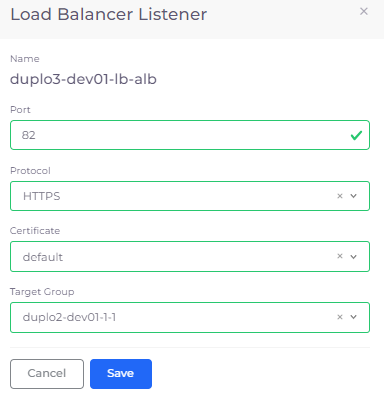 Load Balancer Listener
Name
duplo3-dev01-lb-alb
Port
82
Protocol
HTTPS
Certificate
default
Target Group
duplo2-dev01-1-1
Cancel Save